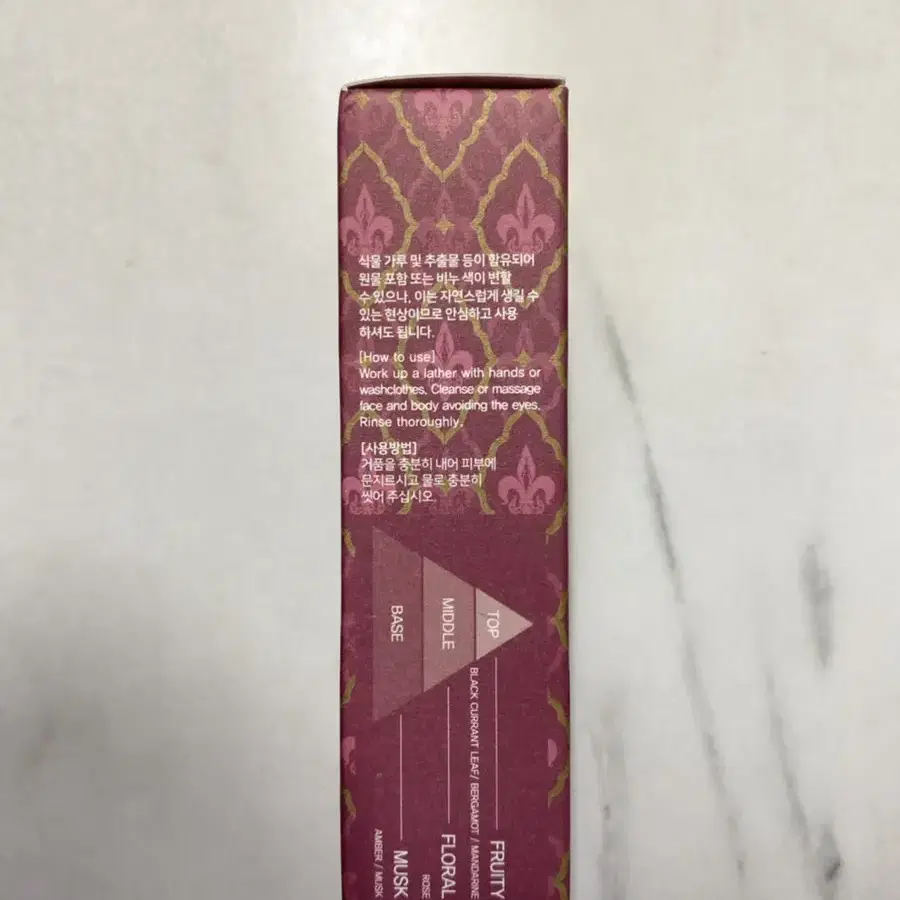 식물 가루 및 추출물 등이 함유되어
원물 포함 또는 비누 색이 변할
수 있으나, 이는 자연스럽게 생길 수
있는 현상이므로 안심하고 사용
하셔도 됩니다.
[How to use]
Work up a lather with hands or
washclothes. Cleanse or massage
face and body avoiding the eyes.
Rinse thoroughly.
[사용방법]
거품을 충분히 내어 피부에
문지르시고 물로 충분히
씻어 주십시오.
TOP
FRUITY
BLACK CURRANT LEAF/ BERGAMOT / MANDARINE
MIDDLE
FLORAL
ROSE
BASE
MUSK
AMBER / MUSK